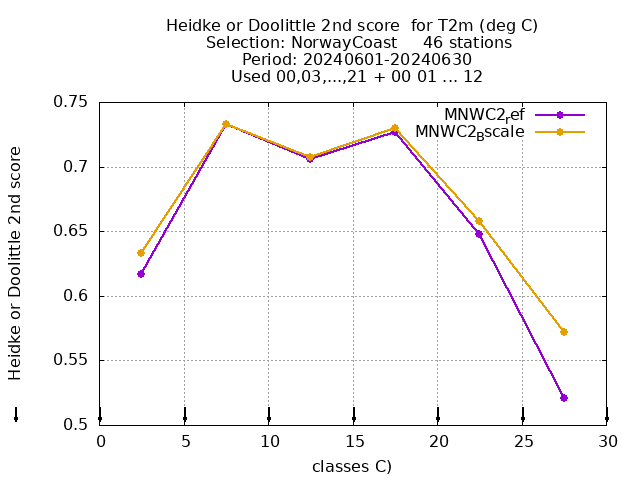 Heidke or Doolittle 2nd score  for T2m (deg C)
Selection: NorwayCoast     46 stations
Period: 20240601-20240630
Used 00,03,...,21 + 00 01 ... 12
MNWC2ref
MNWC2Bscale
0.75
0.7
0.65
0.6
0.55
0.5
Heidke or Doolittle 2nd score
0 5 10 15 20 25 30
classes C)